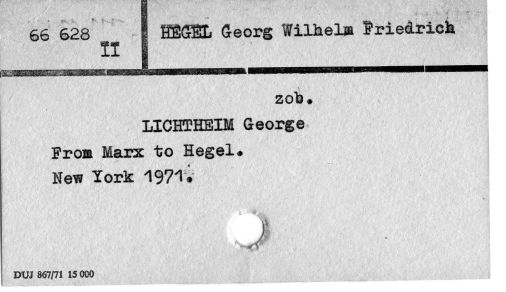 66 628
II
HEGEL Georg Wilhelm Friedrich
zob.
LICHTHEIM George
From Marx to Hegel.
New York 1971.
DUJ 867/71 15 000